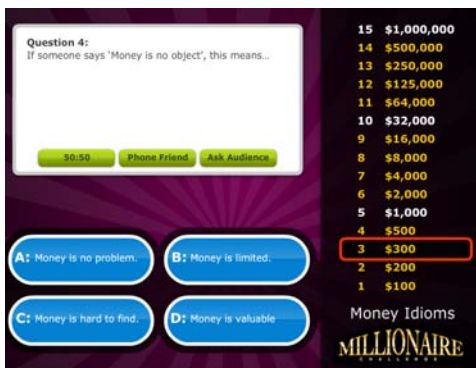 Question 4:
If someone says 'Money is no object', this means...
50:50
Phone Friend
Ask Audience
A: Money is no problem.
B: Money is limited.
C: Money is hard to find.
D: Money is valuable
15 $1,000,000
14 $500,000
13 $250,000
12 $125,000
11 $64,000
10 $32,000
9 $16,000
8 $8,000
7 $4,000
6 $2,000
5 $1,000
4 $500
3 $300
2 $200
1 $100
Money Idioms
MILLIONAIRE
CHALLENGE